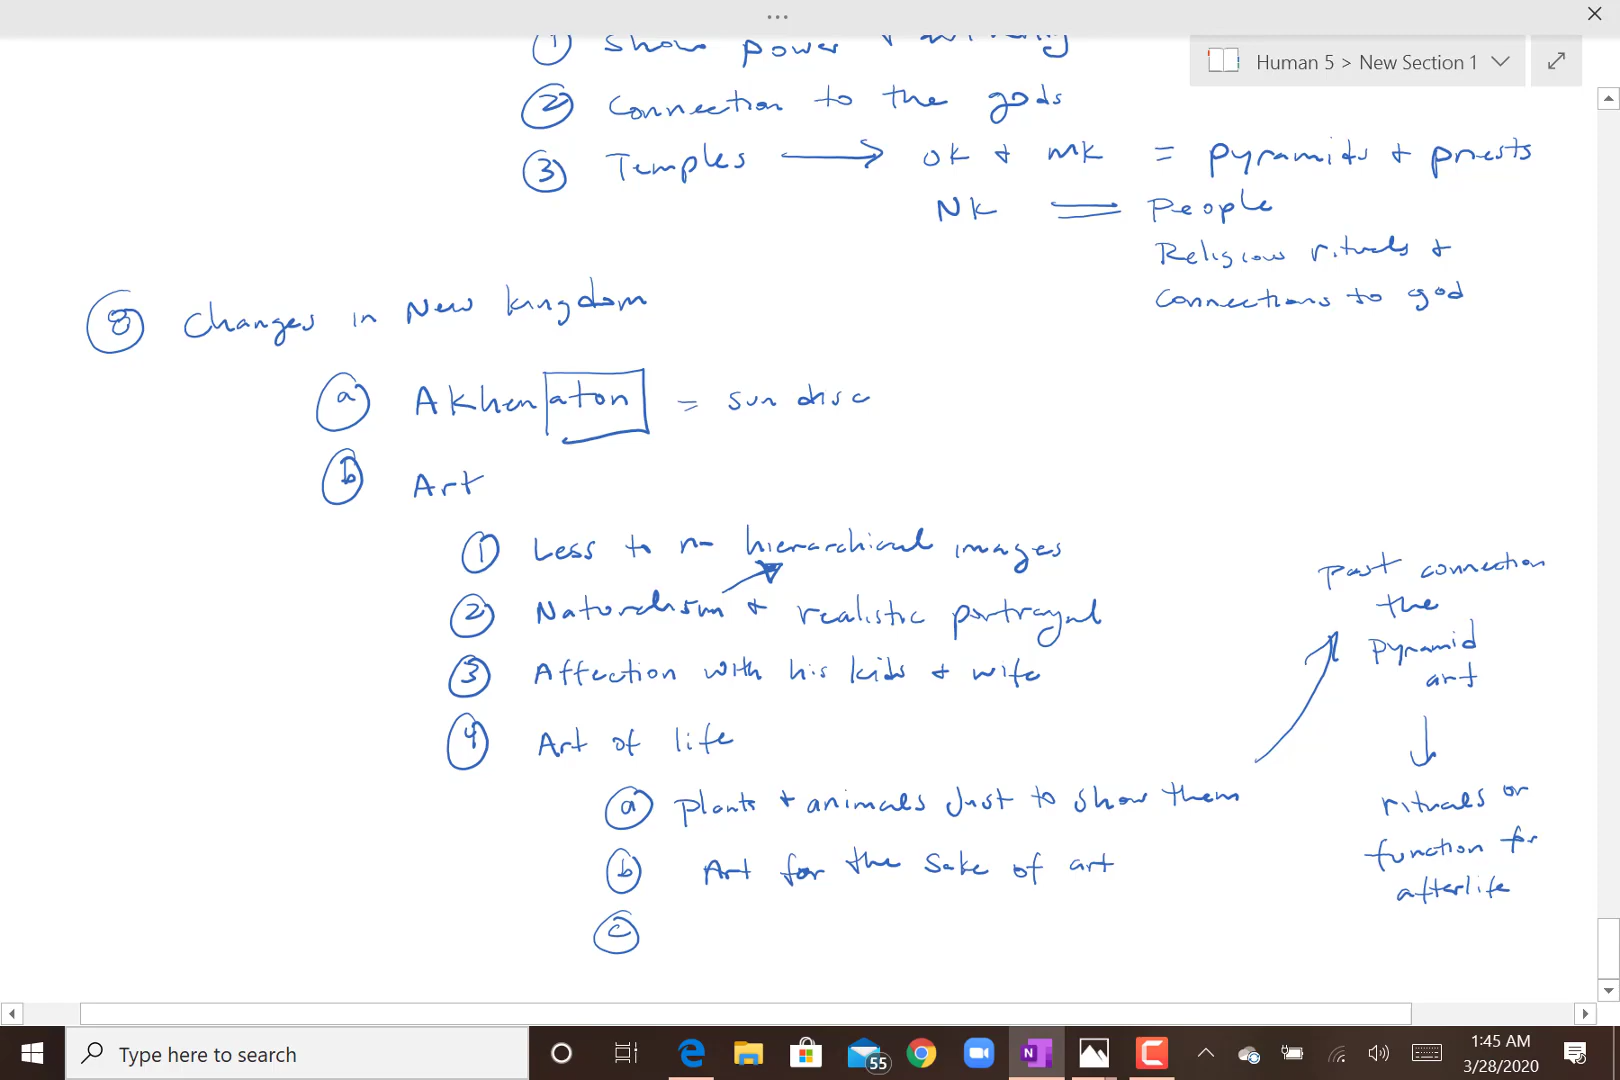 ① Show power +
Human 5 > New Section 1
② Connection to the gods
③ Temples → OK + MK = pyramids + priests
NK = People
Religious rituals +
connections to god
⑧ Changes in New Kingdom
ⓐ Akhenaton = sun disc
ⓑ Art
① Less to no hierarchical images
② Naturalism + realistic portrayal
③ Affection with his kids + wife
④ Art of life
ⓐ plants + animals Just to show them
ⓑ Art for the sake of art
ⓒ
Past connection
the
Pyramid
art
↓
rituals or
function for
afterlife
Type here to search
55
1:45 AM
3/28/2020